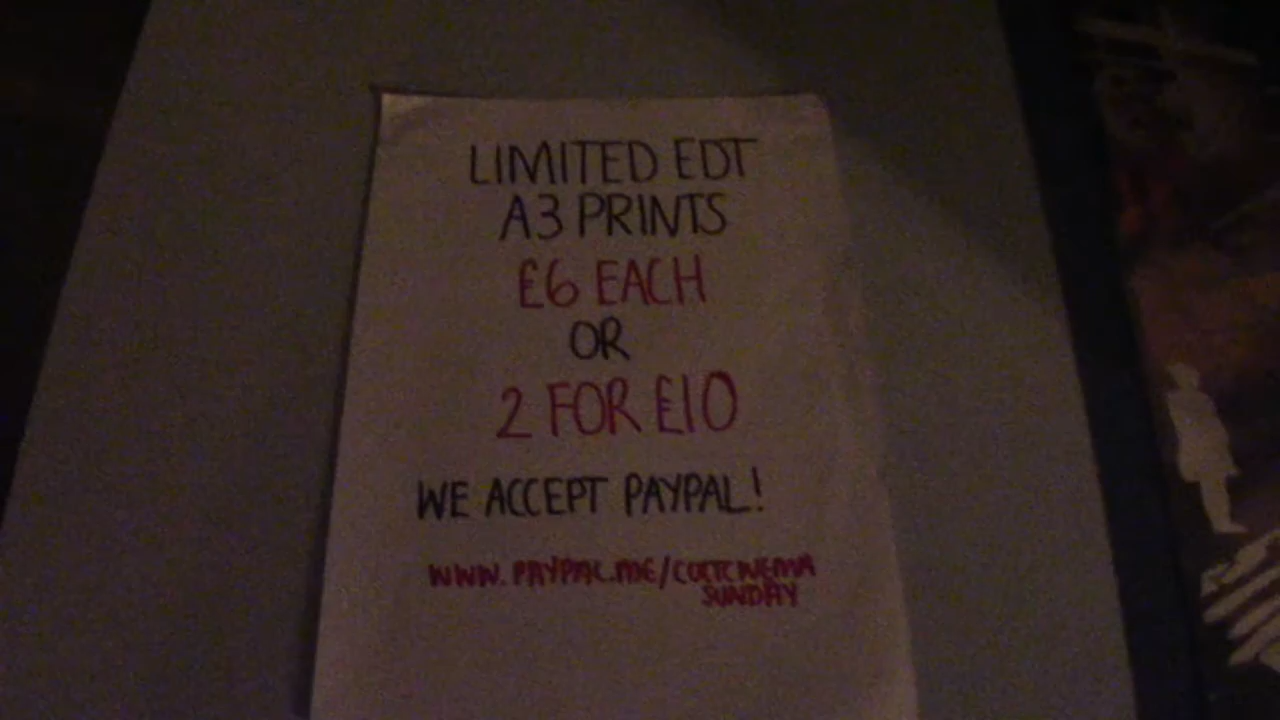 LIMITED EDT
A3 PRINTS
£6 EACH
OR
2 FOR £10
WE ACCEPT PAYPAL!
WWW.PAYPAL.ME/CULTCINEMA
SUNDAY